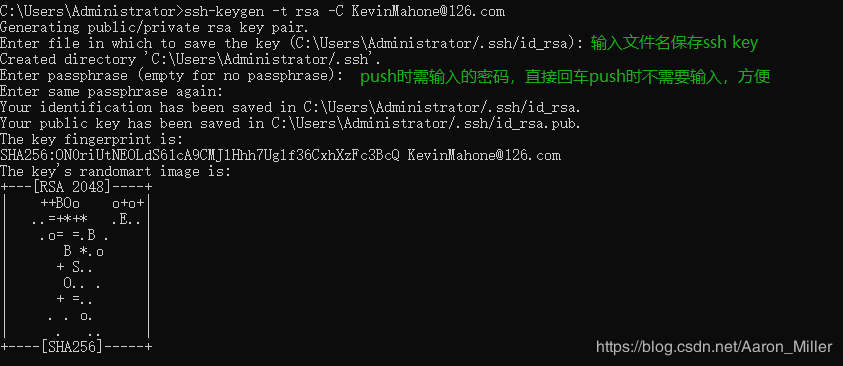 C:\Users\Administrator>ssh-keygen -t rsa -C KevinMahone@126.com
Generating public/private rsa key pair.
Enter file in which to save the key (C:\Users\Administrator/.ssh/id_rsa): 输入文件名保存ssh key
Created directory 'C:\Users\Administrator/.ssh'.
Enter passphrase (empty for no passphrase): push时需输入的密码，直接回车push时不需要输入，方便
Enter same passphrase again:
Your identification has been saved in C:\Users\Administrator/.ssh/id_rsa.
Your public key has been saved in C:\Users\Administrator/.ssh/id_rsa.pub.
The key fingerprint is:
SHA256:ON0riUtNEOLdS61cA9CMJ1Hhh7Ug1f36CxhXzFc3BcQ KevinMahone@126.com
The key's randomart image is:
+---[RSA 2048]----+
|    ++BOo    o+o+|
|   ..=+*+*   .E..|
|    .o= =.B .    |
|       B *.o     |
|      + S..      |
|       O.. .     |
|      + =..      |
|     . . o.      |
|      .   ..     |
+----[SHA256]-----+
https://blog.csdn.net/Aaron_Miller